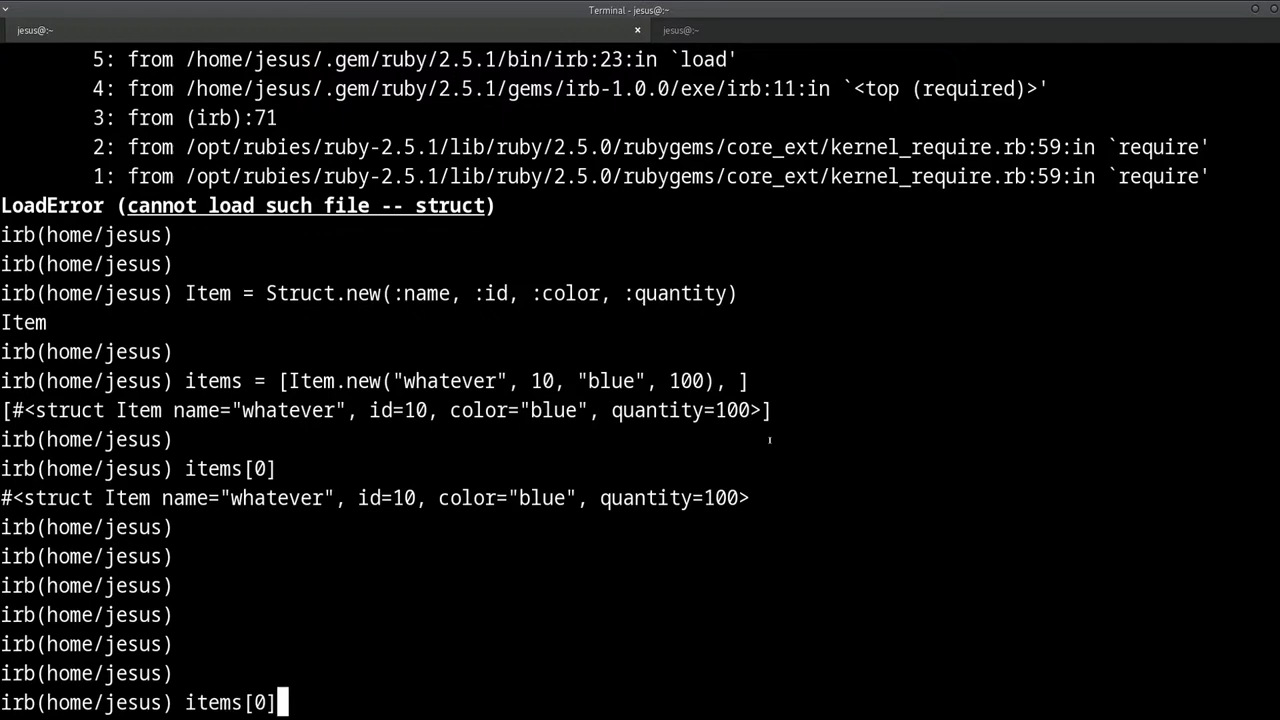 Terminal - jesus@:~
jesus@:~ × jesus@:~
5: from /home/jesus/.gem/ruby/2.5.1/bin/irb:23:in `load'
4: from /home/jesus/.gem/ruby/2.5.1/gems/irb-1.0.0/exe/irb:11:in `<top (required)>'
3: from (irb):71
2: from /opt/rubies/ruby-2.5.1/lib/ruby/2.5.0/rubygems/core_ext/kernel_require.rb:59:in `require'
1: from /opt/rubies/ruby-2.5.1/lib/ruby/2.5.0/rubygems/core_ext/kernel_require.rb:59:in `require'
LoadError (cannot load such file -- struct)
irb(home/jesus)
irb(home/jesus)
irb(home/jesus) Item = Struct.new(:name, :id, :color, :quantity)
Item
irb(home/jesus)
irb(home/jesus) items = [Item.new("whatever", 10, "blue", 100), ]
[#<struct Item name="whatever", id=10, color="blue", quantity=100>]
irb(home/jesus)
irb(home/jesus) items[0]
#<struct Item name="whatever", id=10, color="blue", quantity=100>
irb(home/jesus)
irb(home/jesus)
irb(home/jesus)
irb(home/jesus)
irb(home/jesus)
irb(home/jesus)
irb(home/jesus) items[0]